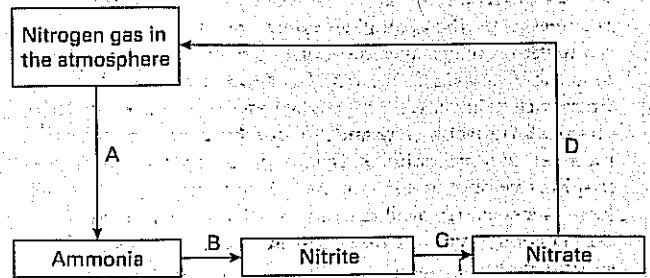 Nitrogen gas in
the atmosphere
A
D
Ammonia
B
Nitrite
C
Nitrate